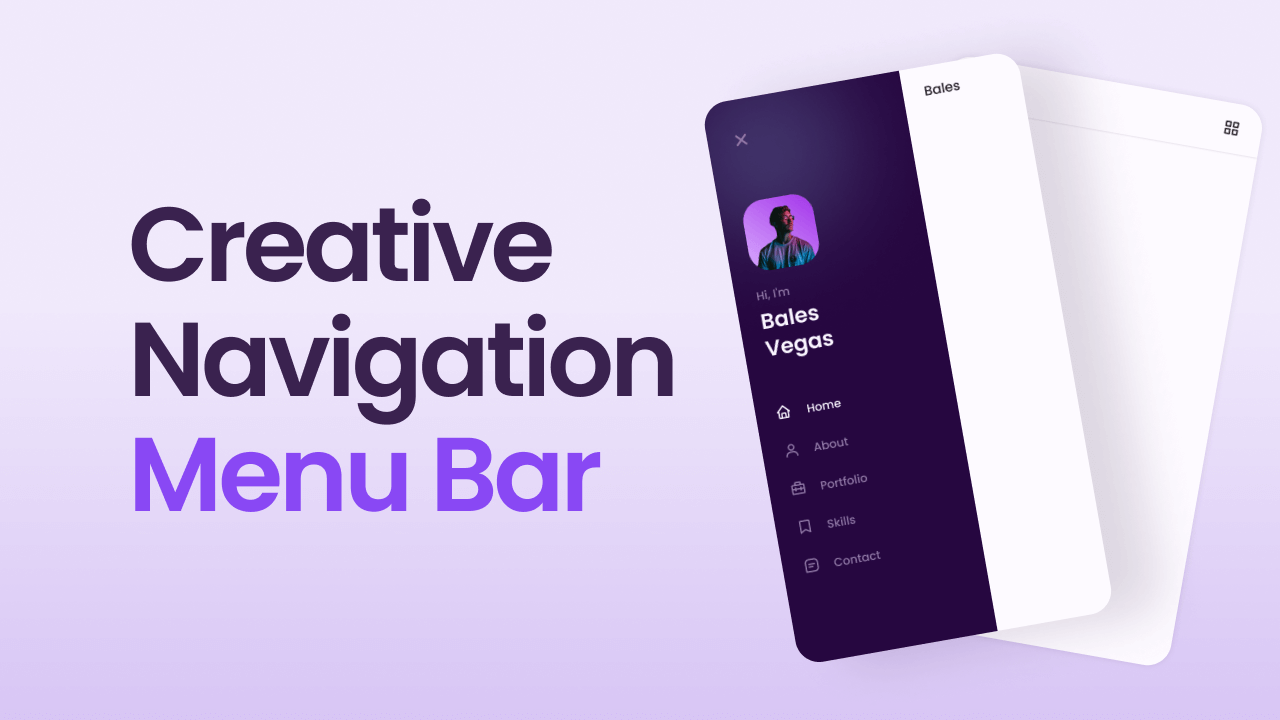 Creative
Navigation
Menu Bar
Bales
Hi, I'm
Bales
Vegas
Home
About
Portfolio
Skills
Contact